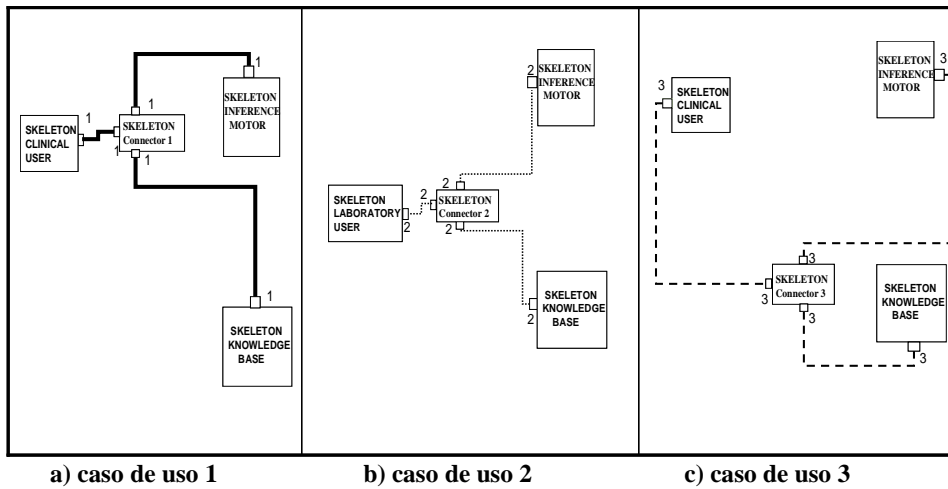 1
SKELETON
INFERENCE
MOTOR
1
SKELETON
Connector 1
1
SKELETON
CLINICAL
USER
1
1
1
SKELETON
KNOWLEDGE
BASE
2
SKELETON
INFERENCE
MOTOR
2
SKELETON
Connector 2
2
SKELETON
LABORATORY
USER
2
2
2
SKELETON
KNOWLEDGE
BASE
3
SKELETON
INFERENCE
MOTOR
3
SKELETON
CLINICAL
USER
3
SKELETON
Connector 3
3
3
SKELETON
KNOWLEDGE
BASE
3
a) caso de uso 1
b) caso de uso 2
c) caso de uso 3